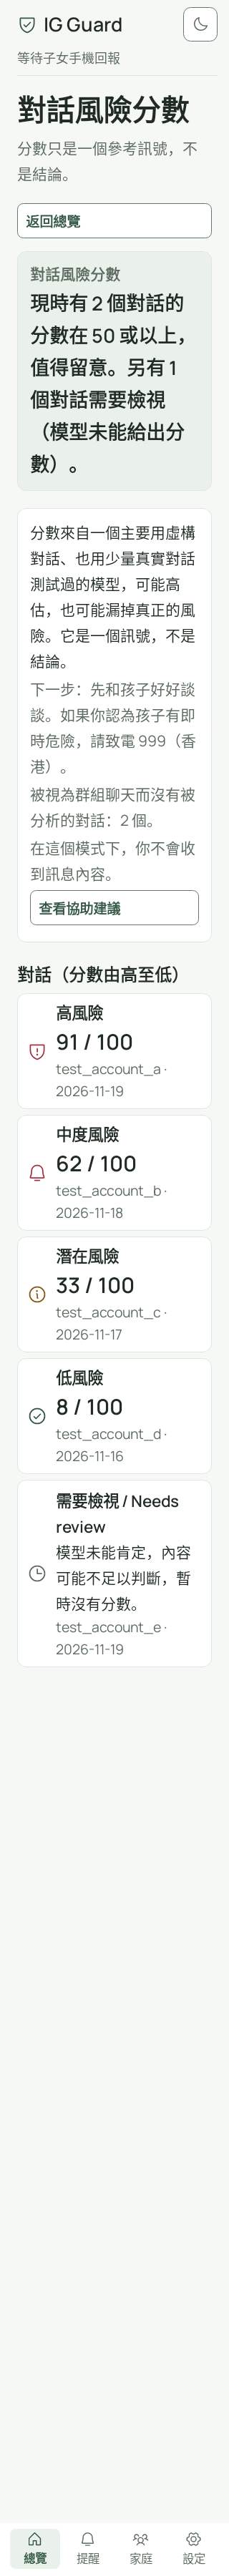 IG Guard
等待子女手機回報
對話風險分數
分數只是一個參考訊號，不
是結論。
返回總覽
對話風險分數
現時有 2 個對話的
分數在 50 或以上，
值得留意。另有 1
個對話需要檢視
（模型未能給出分
數）。
分數來自一個主要用虛構
對話、也用少量真實對話
測試過的模型，可能高
估，也可能漏掉真正的風
險。它是一個訊號，不是
結論。
下一步：先和孩子好好談
談。如果你認為孩子有即
時危險，請致電 999（香
港）。
被視為群組聊天而沒有被
分析的對話：2 個。
在這個模式下，你不會收
到訊息內容。
查看協助建議
對話（分數由高至低）
高風險
91 / 100
test_account_a ·
2026-11-19
中度風險
62 / 100
test_account_b ·
2026-11-18
潛在風險
33 / 100
test_account_c ·
2026-11-17
低風險
8 / 100
test_account_d ·
2026-11-16
需要檢視 / Needs
review
模型未能肯定，內容
可能不足以判斷，暫
時沒有分數。
test_account_e ·
2026-11-19
總覽
提醒
家庭
設定